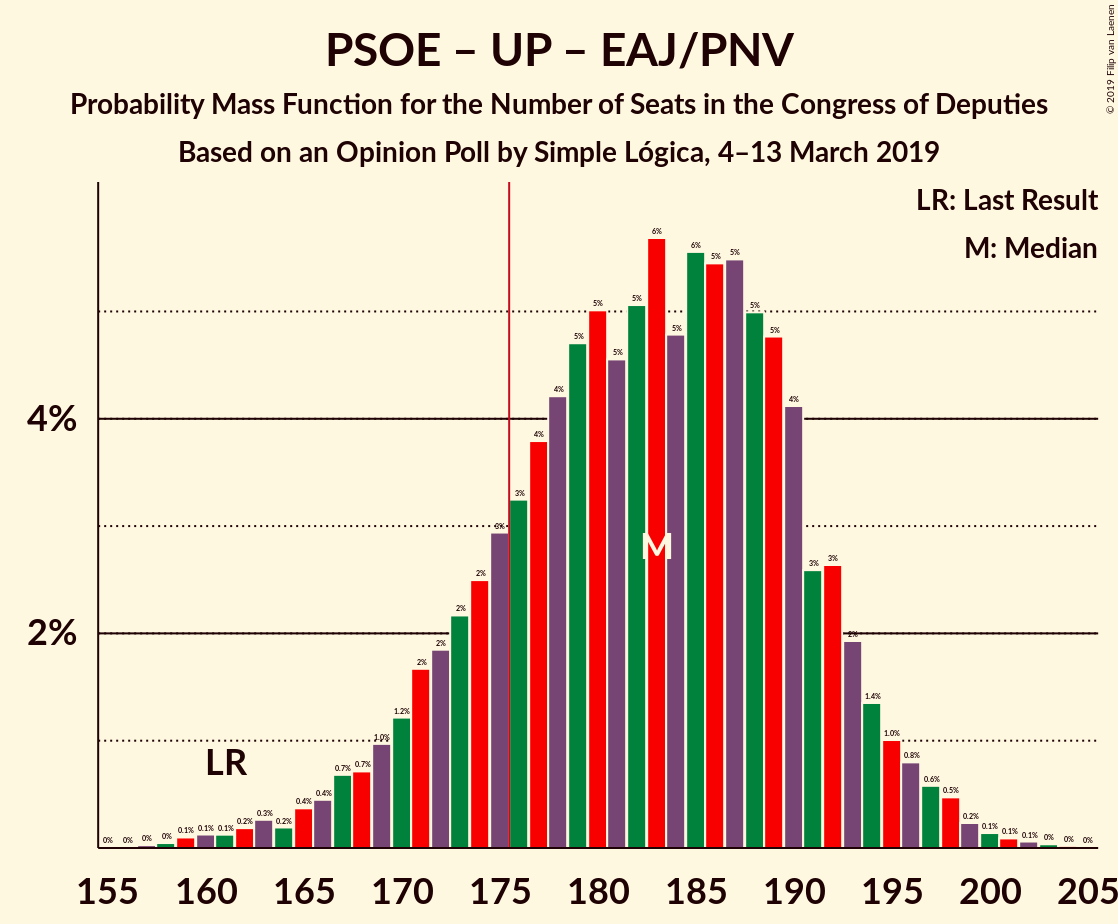 PSOE – UP – EAJ/PNV
Probability Mass Function for the Number of Seats in the Congress of Deputies
Based on an Opinion Poll by Simple Lógica, 4–13 March 2019
© 2019 Filip van Laenen
LR: Last Result
M: Median
4%
2%
0% 0% 0% 0% 0.1% 0.1% 0.1% 0.2% 0.3% 0.2% 0.4% 0.4% 0.7% 0.7% 1.0% 1.2% 2% 2% 2% 2% 3% 3% 4% 4% 5% 5% 5% 5% 6% 5% 6% 5% 5% 5% 5% 4% 3% 3% 2% 1.4% 1.0% 0.8% 0.6% 0.5% 0.2% 0.1% 0.1% 0.1% 0% 0% 0%
M
LR
155 160 165 170 175 180 185 190 195 200 205